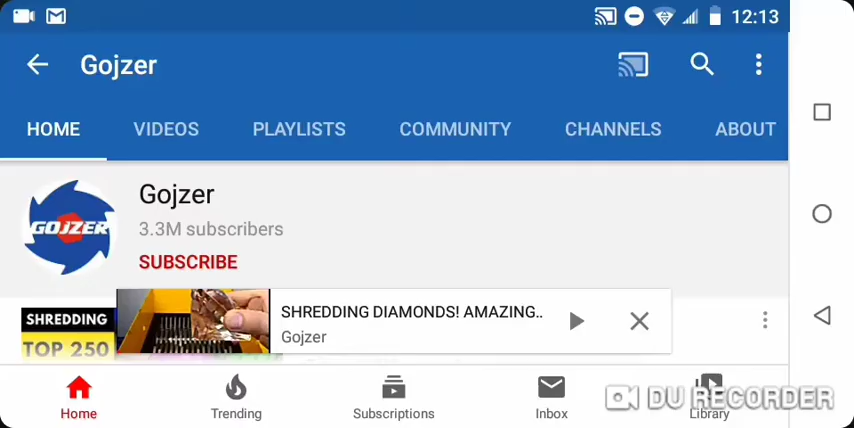 12:13
Gojzer
HOME VIDEOS PLAYLISTS COMMUNITY CHANNELS ABOUT
GOJZER
Gojzer
3.3M subscribers
SUBSCRIBE
SHREDDING
TOP 250
SHREDDING DIAMONDS! AMAZING..
Gojzer
Home Trending Subscriptions Inbox Library
DU RECORDER